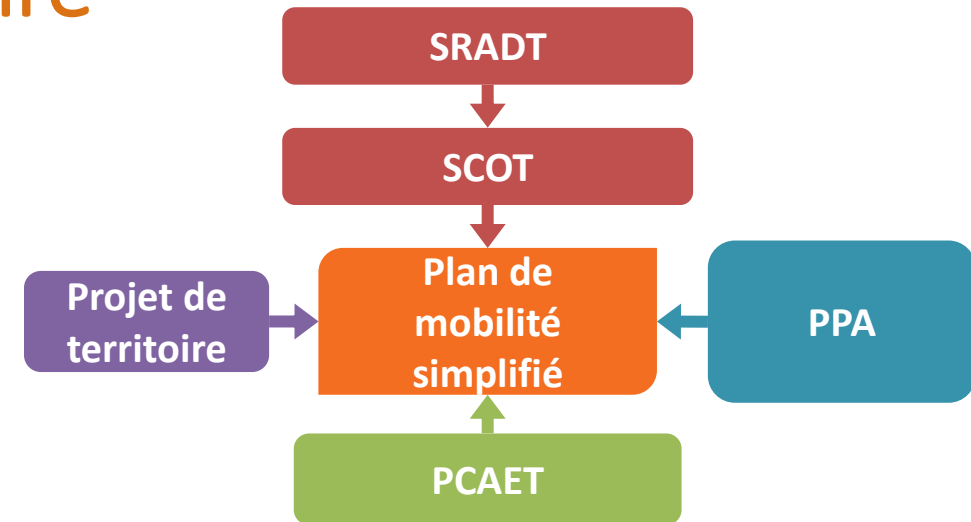 SRADT
SCOT
Plan de
mobilité
simplifié
Projet de
territoire
PPA
PCAET